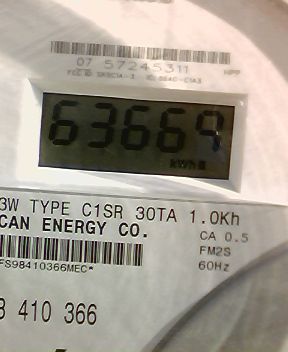 07 57245311
63669
kWh
3W TYPE C1SR 30TA 1.0Kh
CAN ENERGY CO.
CA 0.5
FM2S
60Hz
FS98410366MEC*
410 366